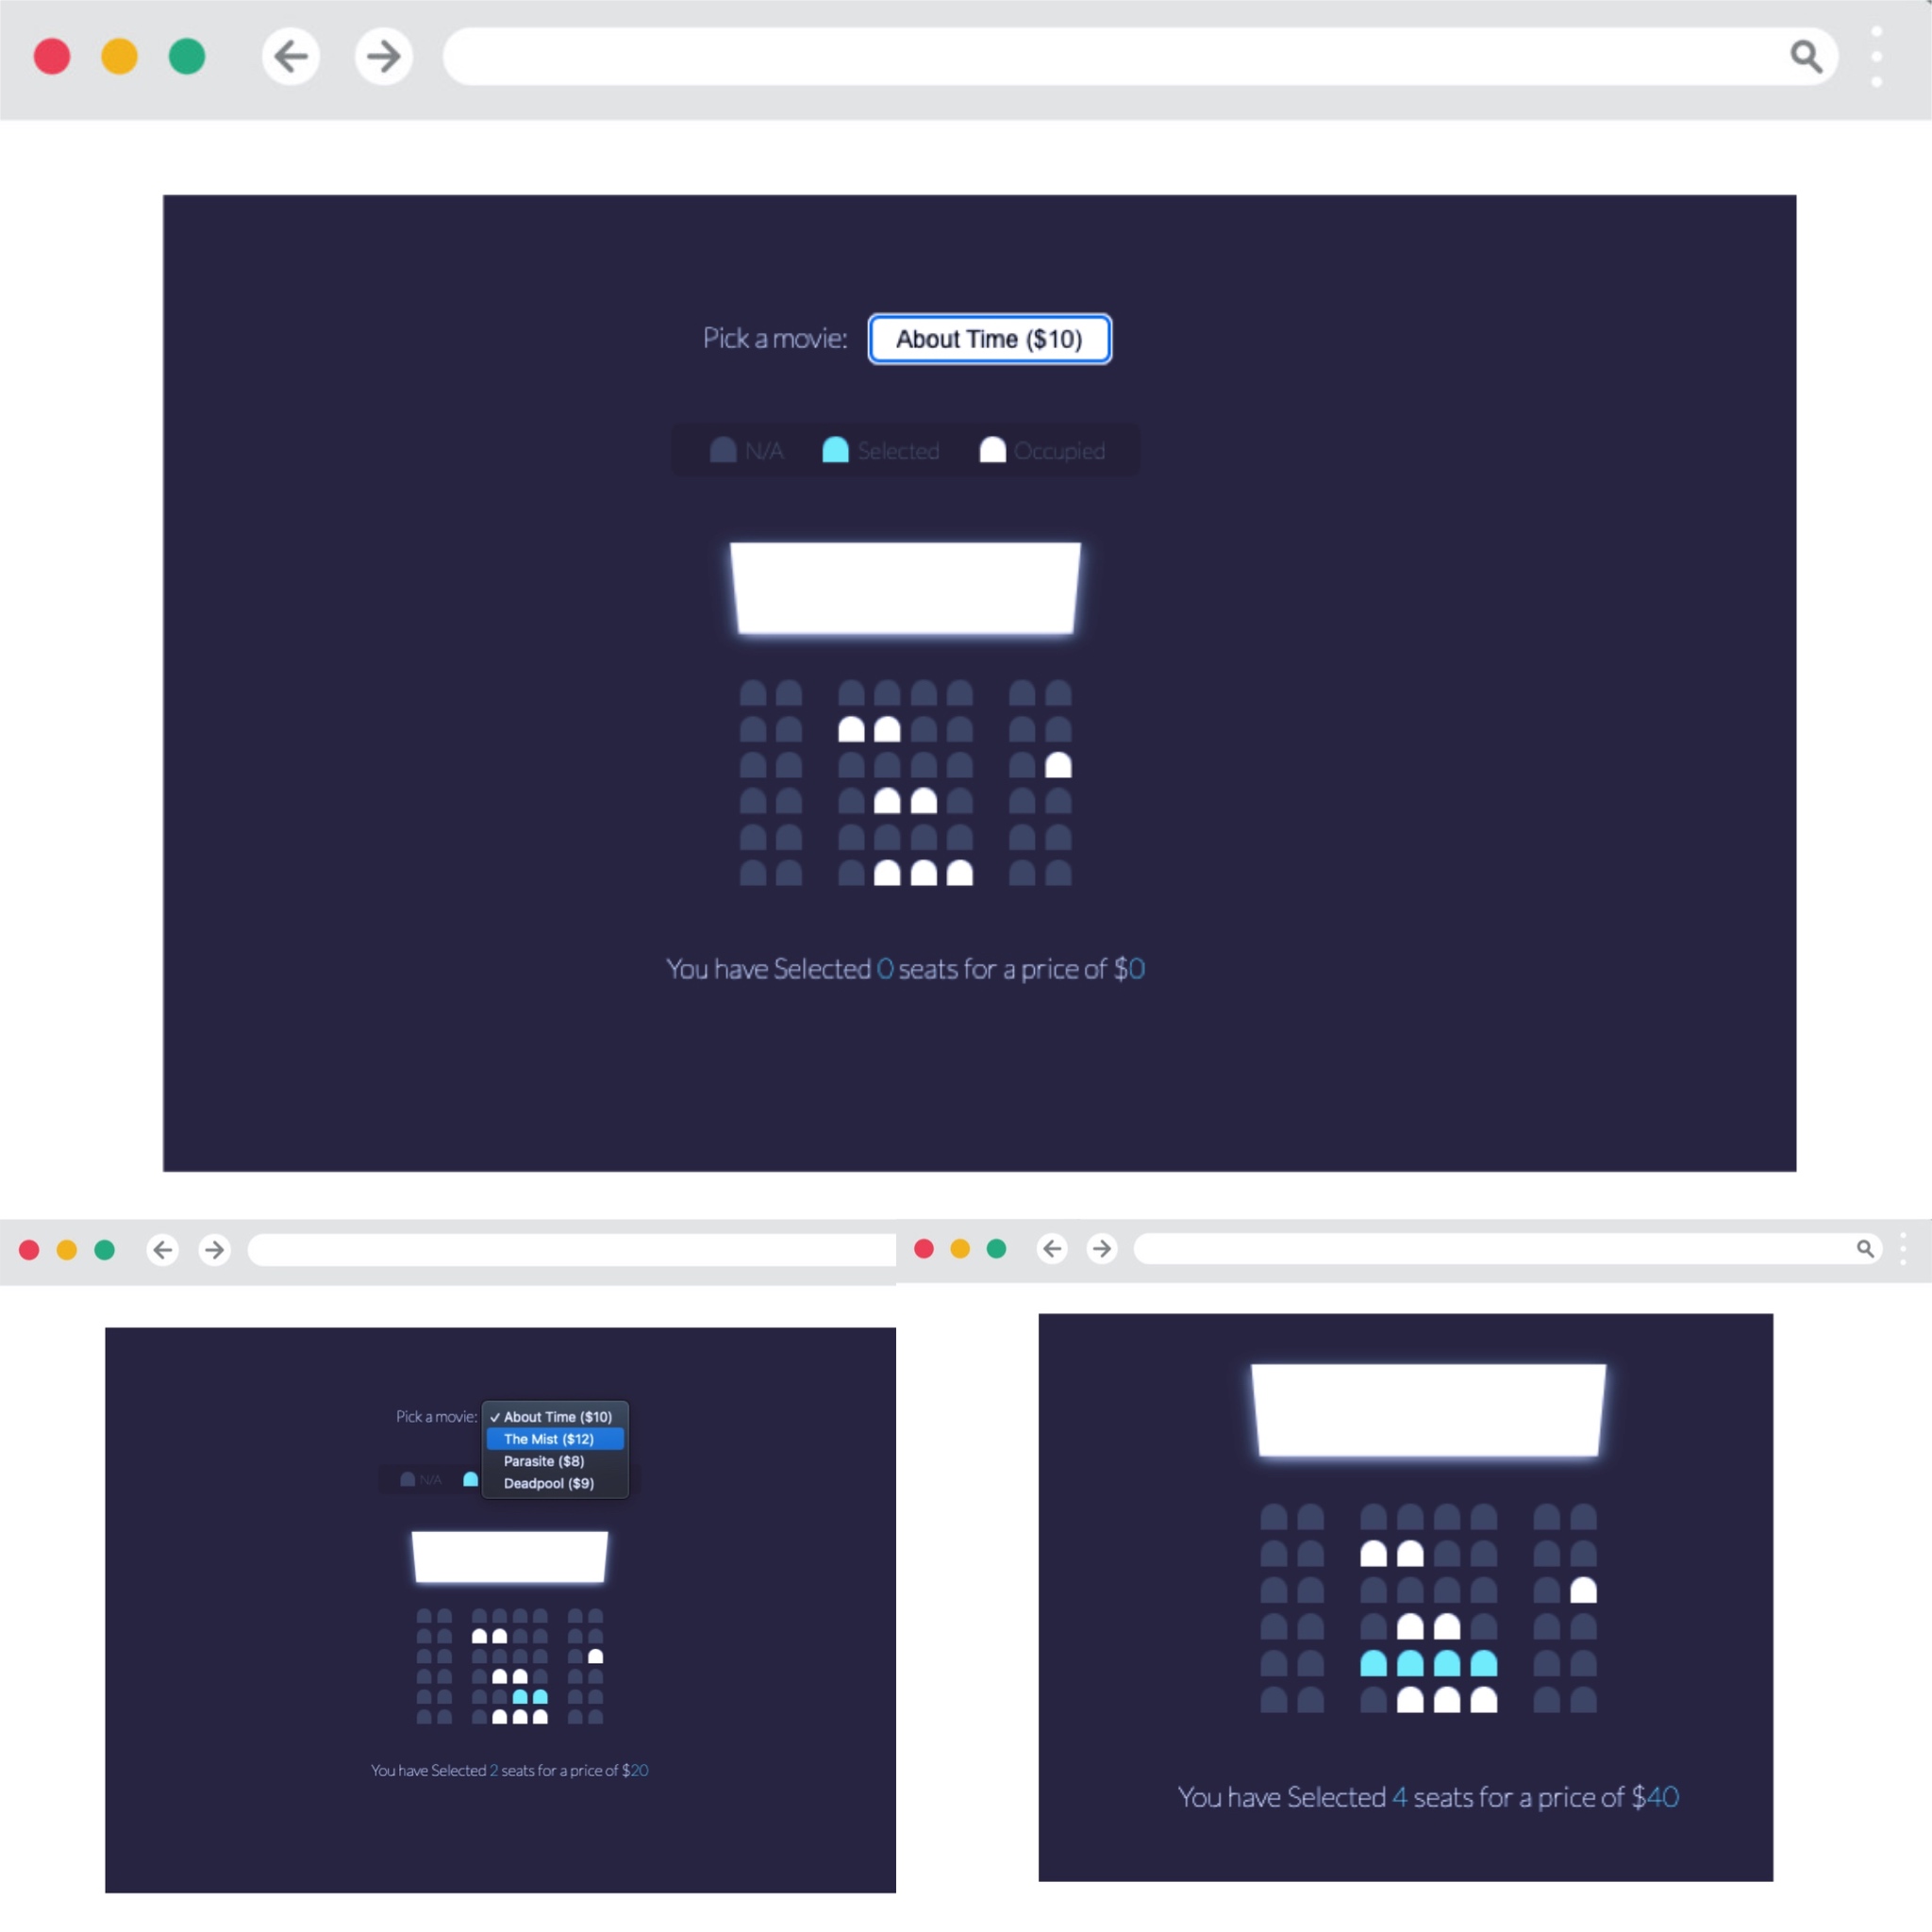 Pick a movie: About Time ($10)
N/A Selected Occupied
You have Selected 0 seats for a price of $0
Pick a movie: ✓ About Time ($10)
The Mist ($12)
Parasite ($8)
Deadpool ($9)
N/A
You have Selected 2 seats for a price of $20
You have Selected 4 seats for a price of $40